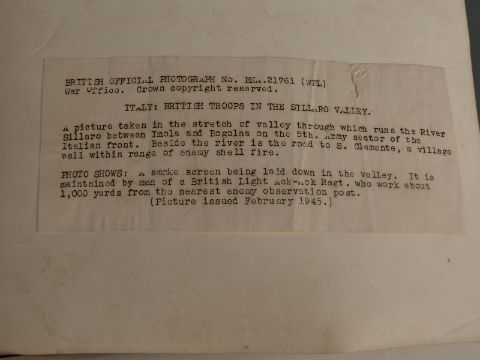 BRITISH OFFICIAL PHOTOGRAPH No. BNA.21761 (WPL)
War Office. Crown copyright reserved.
ITALY: BRITISH TROOPS IN THE SILLARO VALLEY.
A picture taken in the stretch of valley through which runs the River
Sillaro between Imola and Bogolna on the 5th. Army sector of the
Italian front. Beside the river is the road to S. Clemente, a village
well within range of enemy shell fire.
PHOTO SHOWS: A smoke screen being laid down in the valley. It is
maintained by men of a British Light Ack-Ack Regt. who work about
1,000 yards from the nearest enemy observation post.
(Picture issued February 1945.)